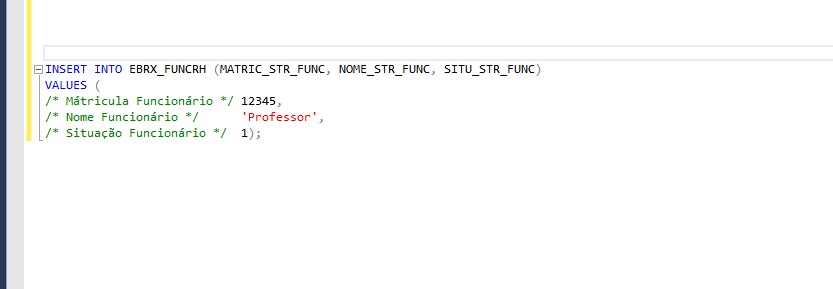 INSERT INTO EBRX_FUNCRH (MATRIC_STR_FUNC, NOME_STR_FUNC, SITU_STR_FUNC)
VALUES (
/* Mátricula Funcionário */ 12345,
/* Nome Funcionário */      'Professor',
/* Situação Funcionário */  1);